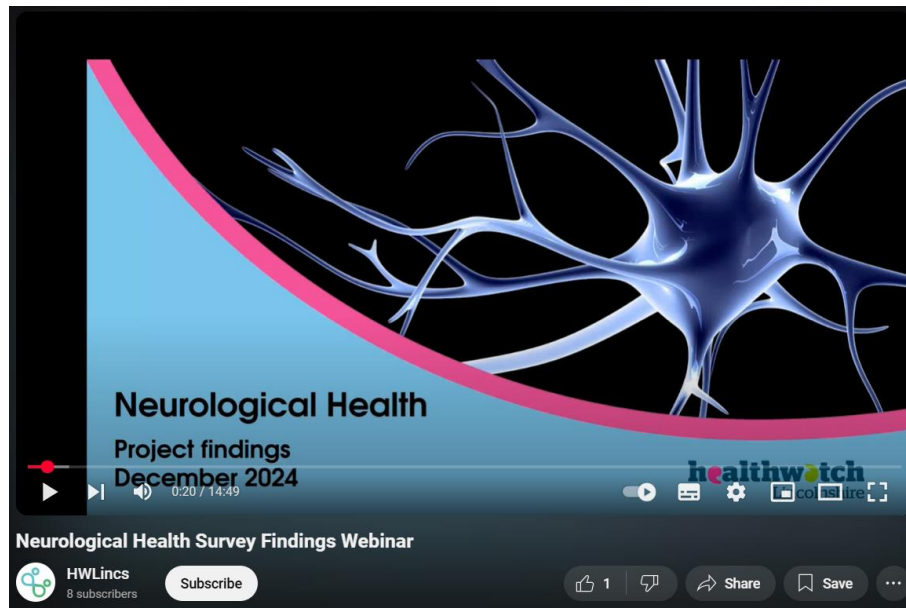 Neurological Health
Project findings
December 2024
healthwatch
Lincolnshire
0:20 / 14:49
Neurological Health Survey Findings Webinar
HWLincs
8 subscribers
Subscribe
1
Share
Save